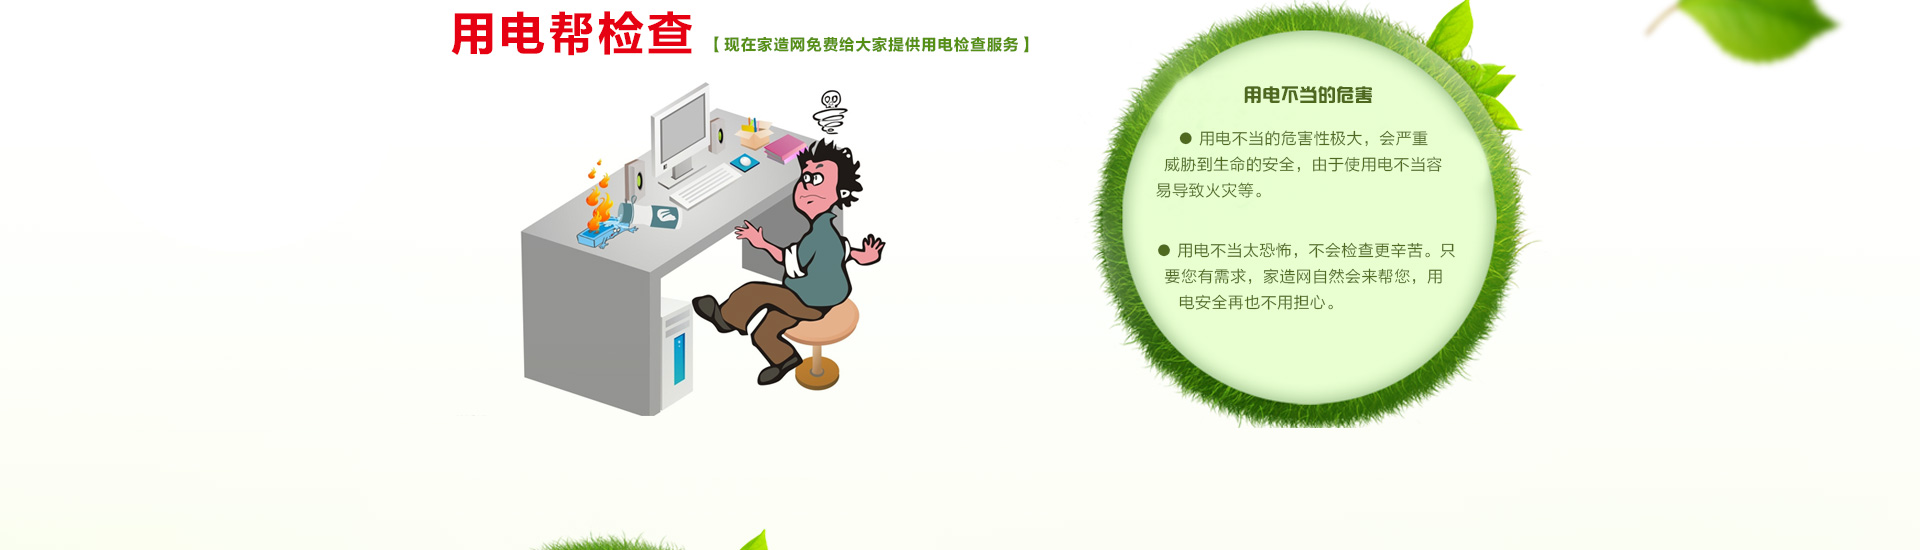 用电帮检查
【现在家造网免费给大家提供用电检查服务】
用电不当的危害
● 用电不当的危害性极大，会严重
威胁到生命的安全，由于使用电不当容
易导致火灾等。
● 用电不当太恐怖，不会检查更辛苦。只
要您有需求，家造网自然会来帮您，用
电安全再也不用担心。